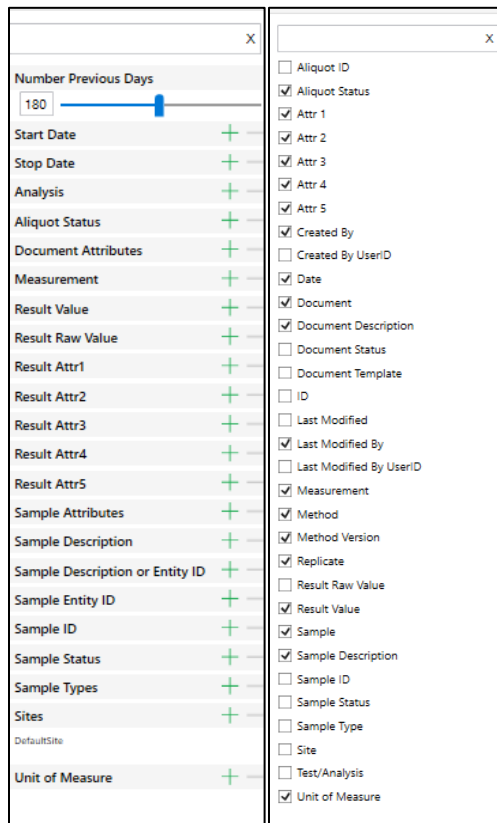 X
Number Previous Days
180
Start Date
Stop Date
Analysis
Aliquot Status
Document Attributes
Measurement
Result Value
Result Raw Value
Result Attr1
Result Attr2
Result Attr3
Result Attr4
Result Attr5
Sample Attributes
Sample Description
Sample Description or Entity ID
Sample Entity ID
Sample ID
Sample Status
Sample Types
Sites
DefaultSite
Unit of Measure
X
Aliquot ID
Aliquot Status
Attr 1
Attr 2
Attr 3
Attr 4
Attr 5
Created By
Created By UserID
Date
Document
Document Description
Document Status
Document Template
ID
Last Modified
Last Modified By
Last Modified By UserID
Measurement
Method
Method Version
Replicate
Result Raw Value
Result Value
Sample
Sample Description
Sample ID
Sample Status
Sample Type
Site
Test/Analysis
Unit of Measure